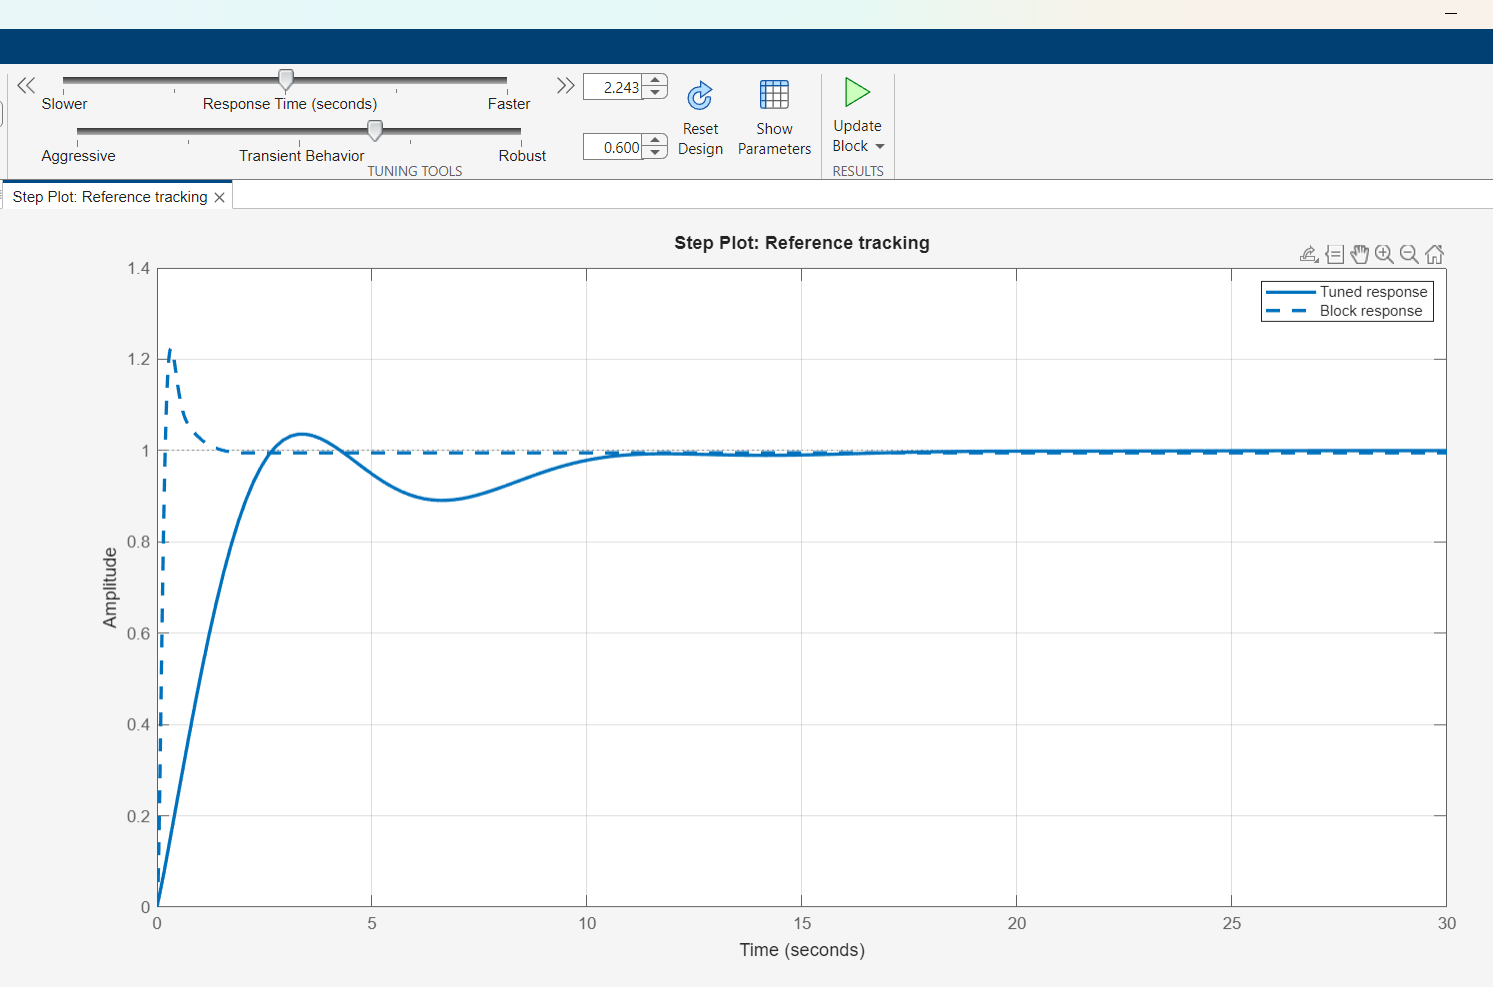 Slower Response Time (seconds) Faster
2.243
Aggressive Transient Behavior Robust
0.600
Reset Design
Show Parameters
Update Block
TUNING TOOLS
RESULTS
Step Plot: Reference tracking
Step Plot: Reference tracking
Tuned response
Block response
1.4
1.2
1
0.8
0.6
0.4
0.2
0
Amplitude
0 5 10 15 20 25 30
Time (seconds)